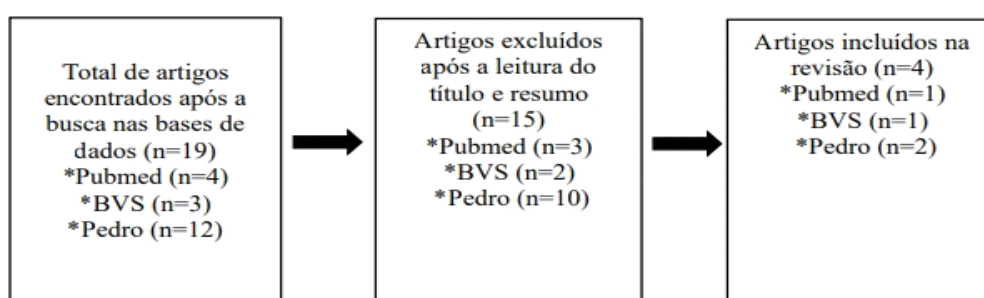 Total de artigos
encontrados após a
busca nas bases de
dados (n=19)
*Pubmed (n=4)
*BVS (n=3)
*Pedro (n=12)
Artigos excluídos
após a leitura do
título e resumo
(n=15)
*Pubmed (n=3)
*BVS (n=2)
*Pedro (n=10)
Artigos incluídos na
revisão (n=4)
*Pubmed (n=1)
*BVS (n=1)
*Pedro (n=2)